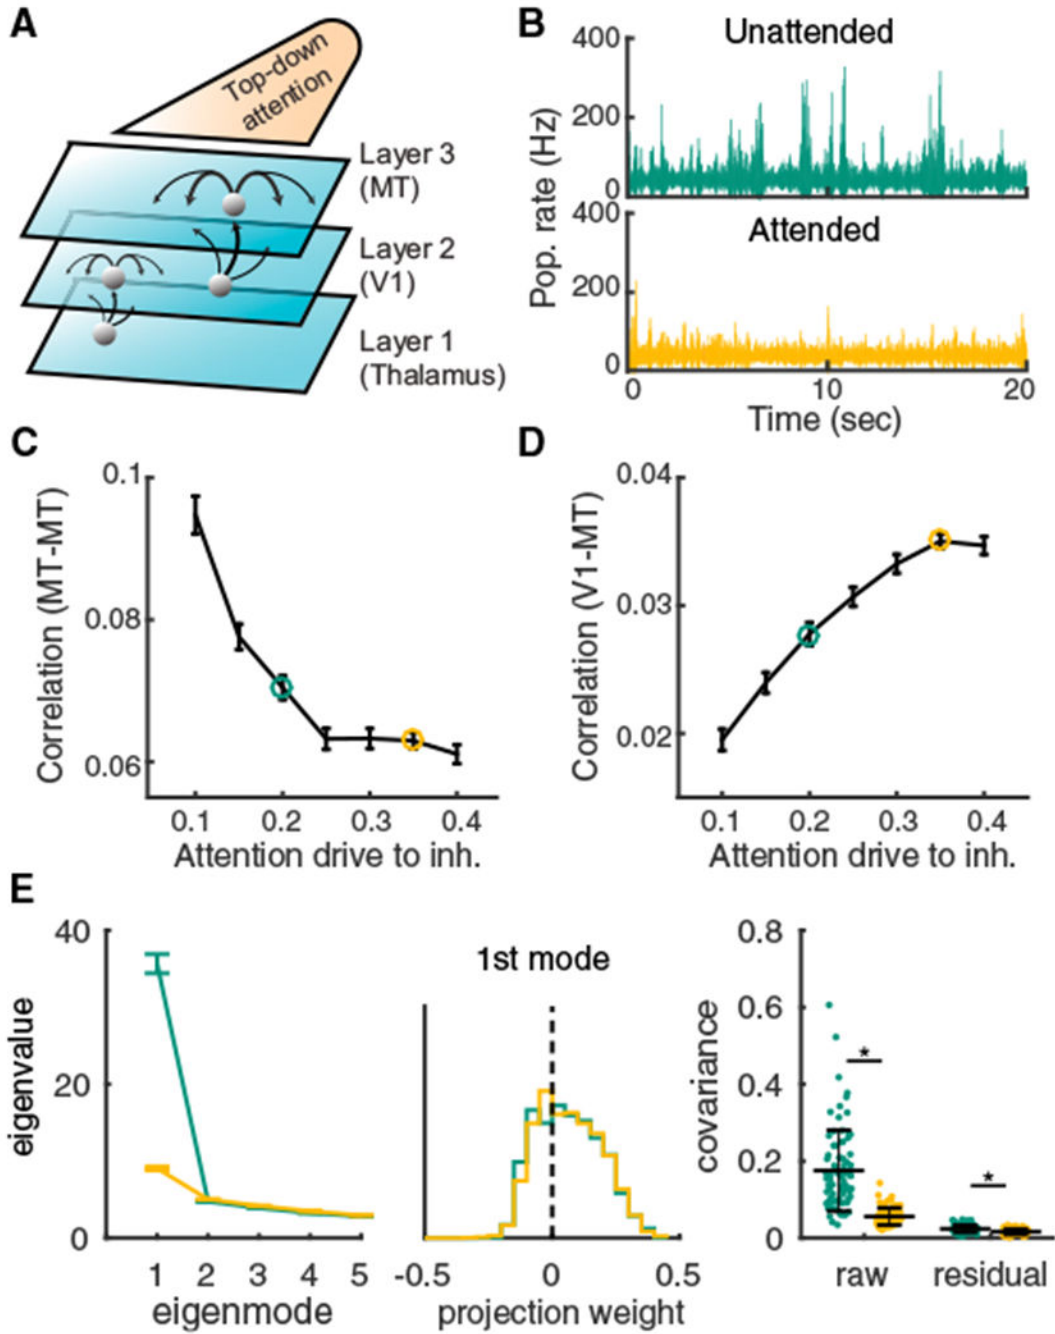 A
Top-down
attention
Layer 3
(MT)
Layer 2
(V1)
Layer 1
(Thalamus)
B
Unattended
400
200
0
Attended
400
200
0
Pop. rate (Hz)
0 10 20
Time (sec)
C
0.1
0.08
0.06
Correlation (MT-MT)
0.1 0.2 0.3 0.4
Attention drive to inh.
D
0.04
0.03
0.02
Correlation (V1-MT)
0.1 0.2 0.3 0.4
Attention drive to inh.
E
40
20
0
eigenvalue
1 2 3 4 5
eigenmode
1st mode
-0.5 0 0.5
projection weight
0.8
0.6
0.4
0.2
0
covariance
*
*
raw residual